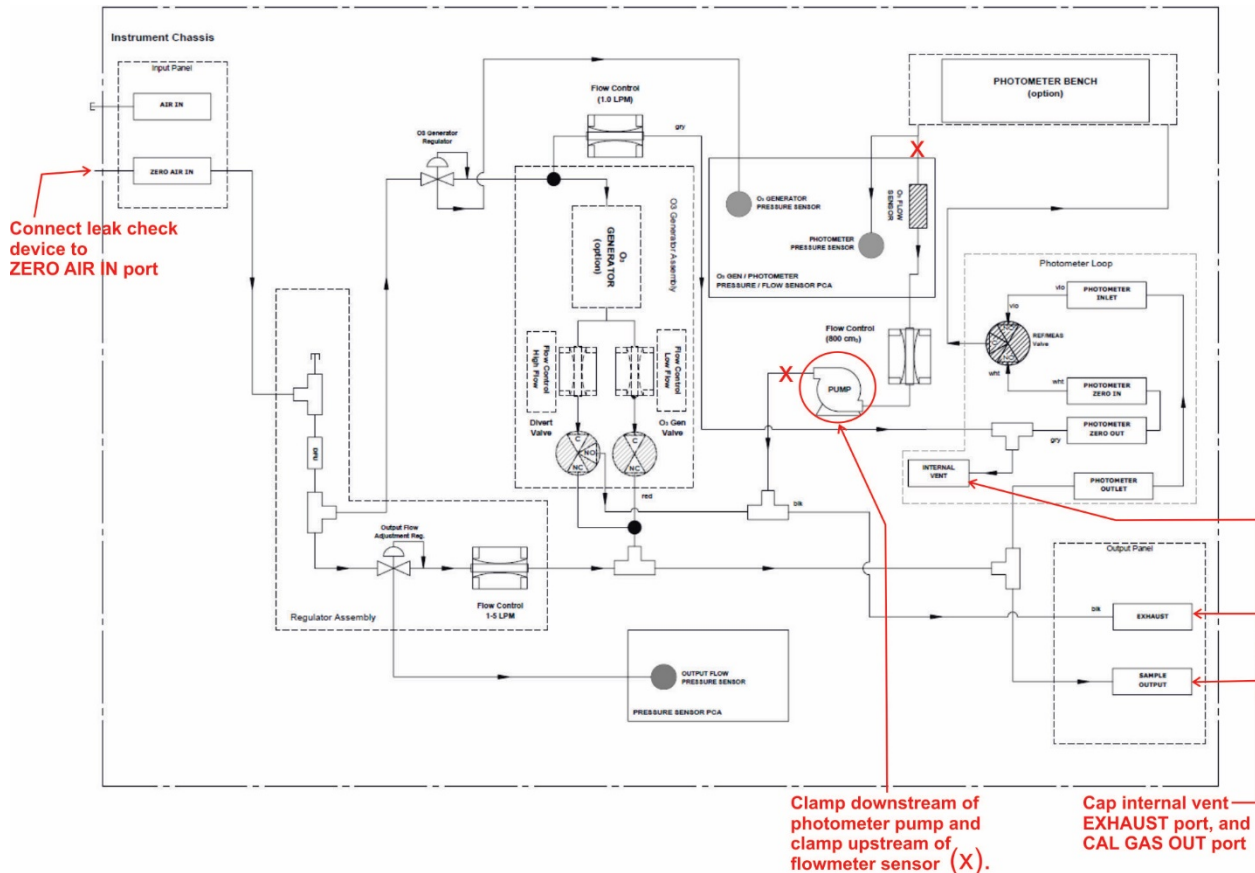 Instrument Chassis
Input Panel
AIR IN
ZERO AIR IN
Connect leak check
device to
ZERO AIR IN port
O3 Generator
Regulator
Flow Control
(1.0 LPM)
gry
O3 Generator Assembly
O₃
GENERATOR
(option)
Flow Control
High Flow
Flow Control
Low Flow
Divert
Valve
O₃ Gen
Valve
C
NO
NC
C
NC
red
PHOTOMETER BENCH
(option)
X
O₃ GENERATOR
PRESSURE SENSOR
O₃ FLOW
SENSOR
PHOTOMETER
PRESSURE SENSOR
O₃ GEN / PHOTOMETER
PRESSURE / FLOW SENSOR PCA
Flow Control
(800 cm₃)
X
PUMP
blk
Photometer Loop
vio
vio
PHOTOMETER
INLET
REF/MEAS
Valve
C
NC
wht
wht
PHOTOMETER
ZERO IN
gry
PHOTOMETER
ZERO OUT
INTERNAL
VENT
PHOTOMETER
OUTLET
DFU
Output Flow
Adjustment Reg.
Flow Control
1-5 LPM
Regulator Assembly
OUTPUT FLOW
PRESSURE SENSOR
PRESSURE SENSOR PCA
Output Panel
blk
EXHAUST
SAMPLE
OUTPUT
Clamp downstream of
photometer pump and
clamp upstream of
flowmeter sensor (X).
Cap internal vent
EXHAUST port, and
CAL GAS OUT port